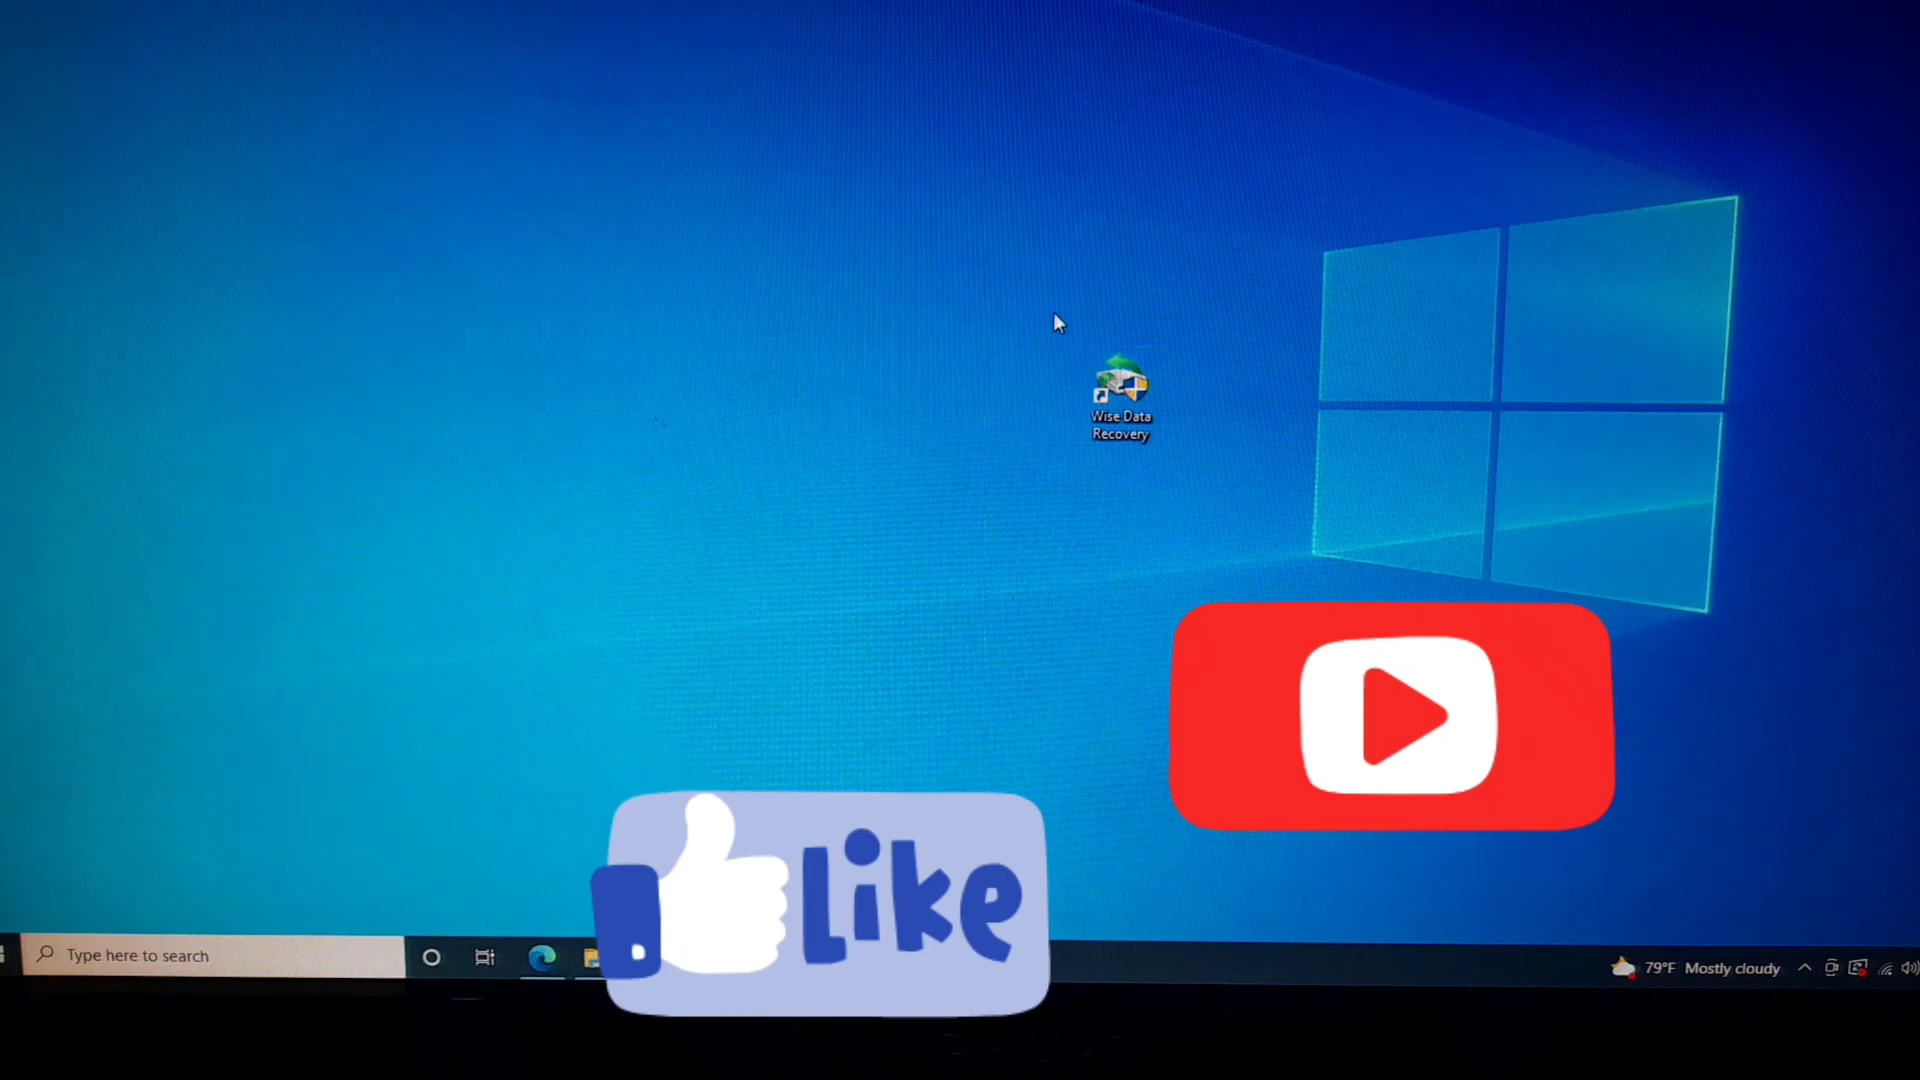 Wise Data
Recovery
Like
Type here to search
79°F Mostly cloudy